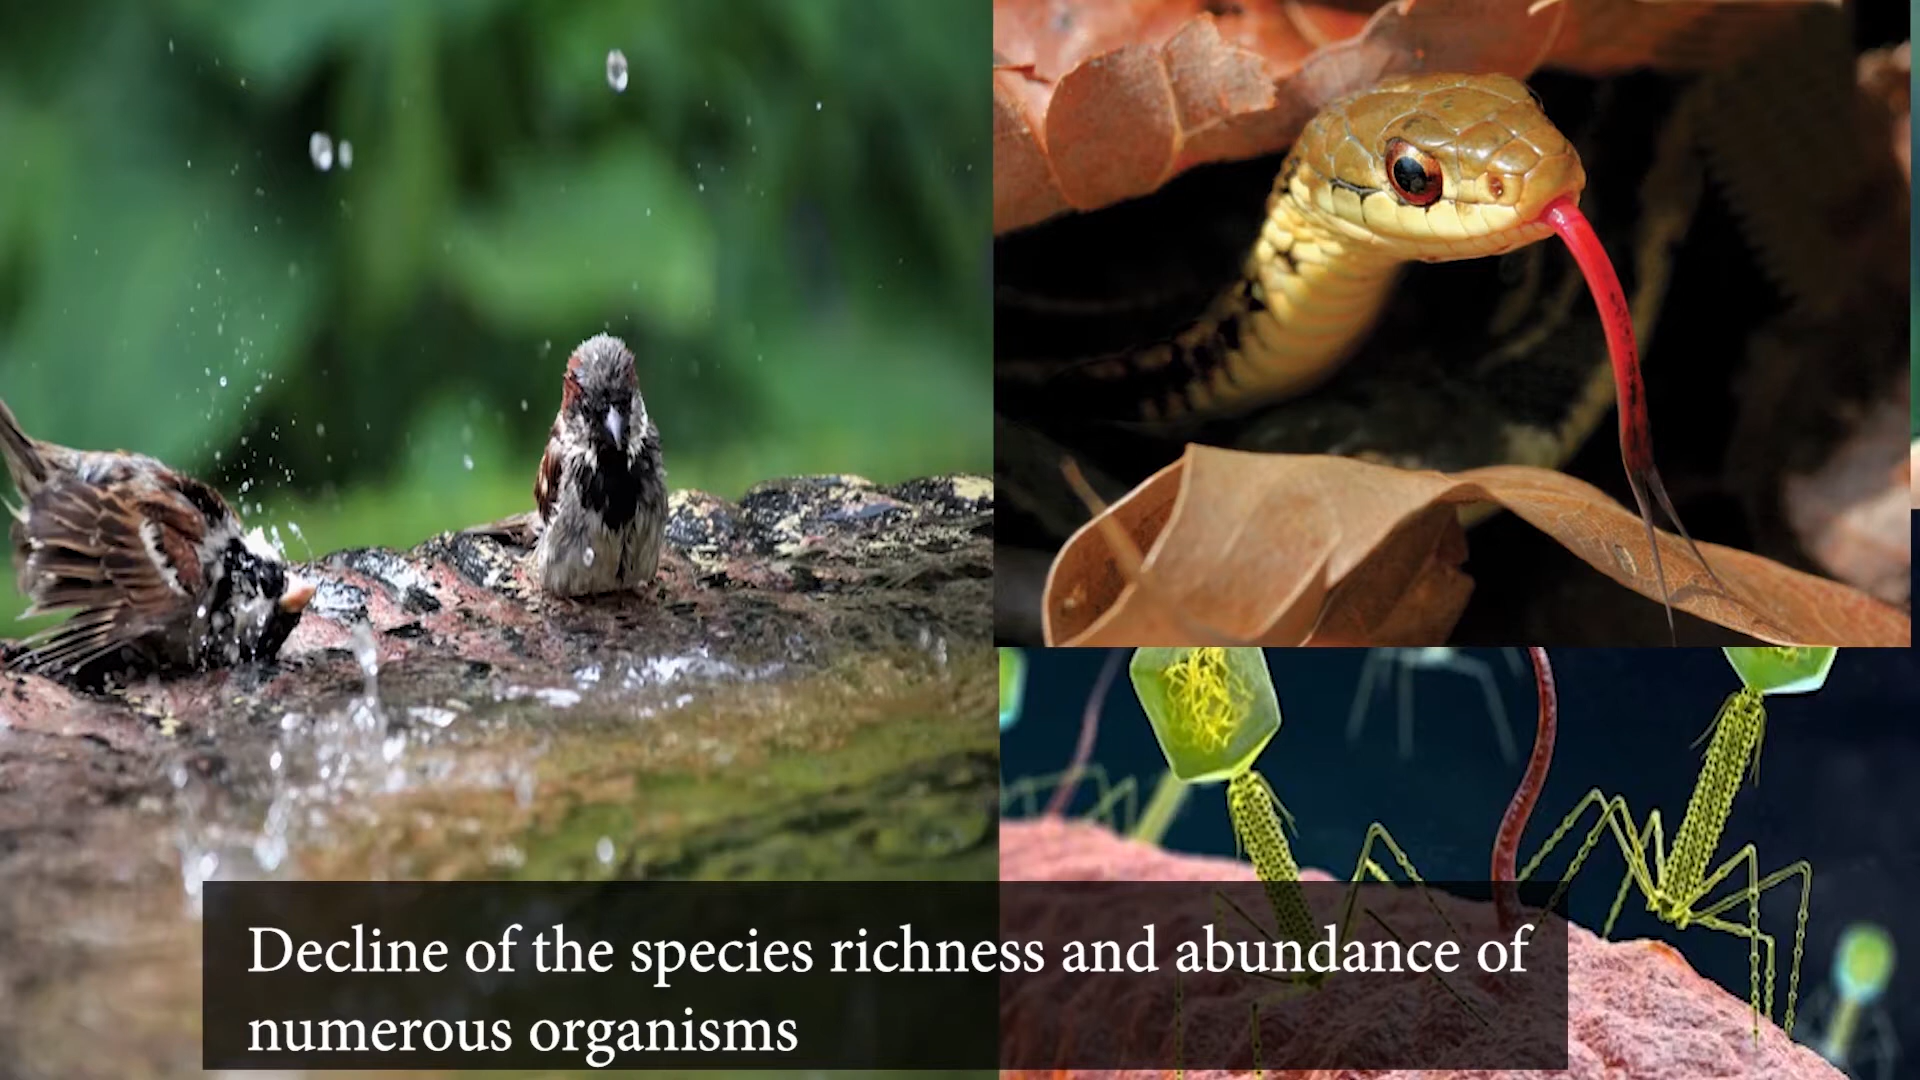 Decline of the species richness and abundance of
numerous organisms